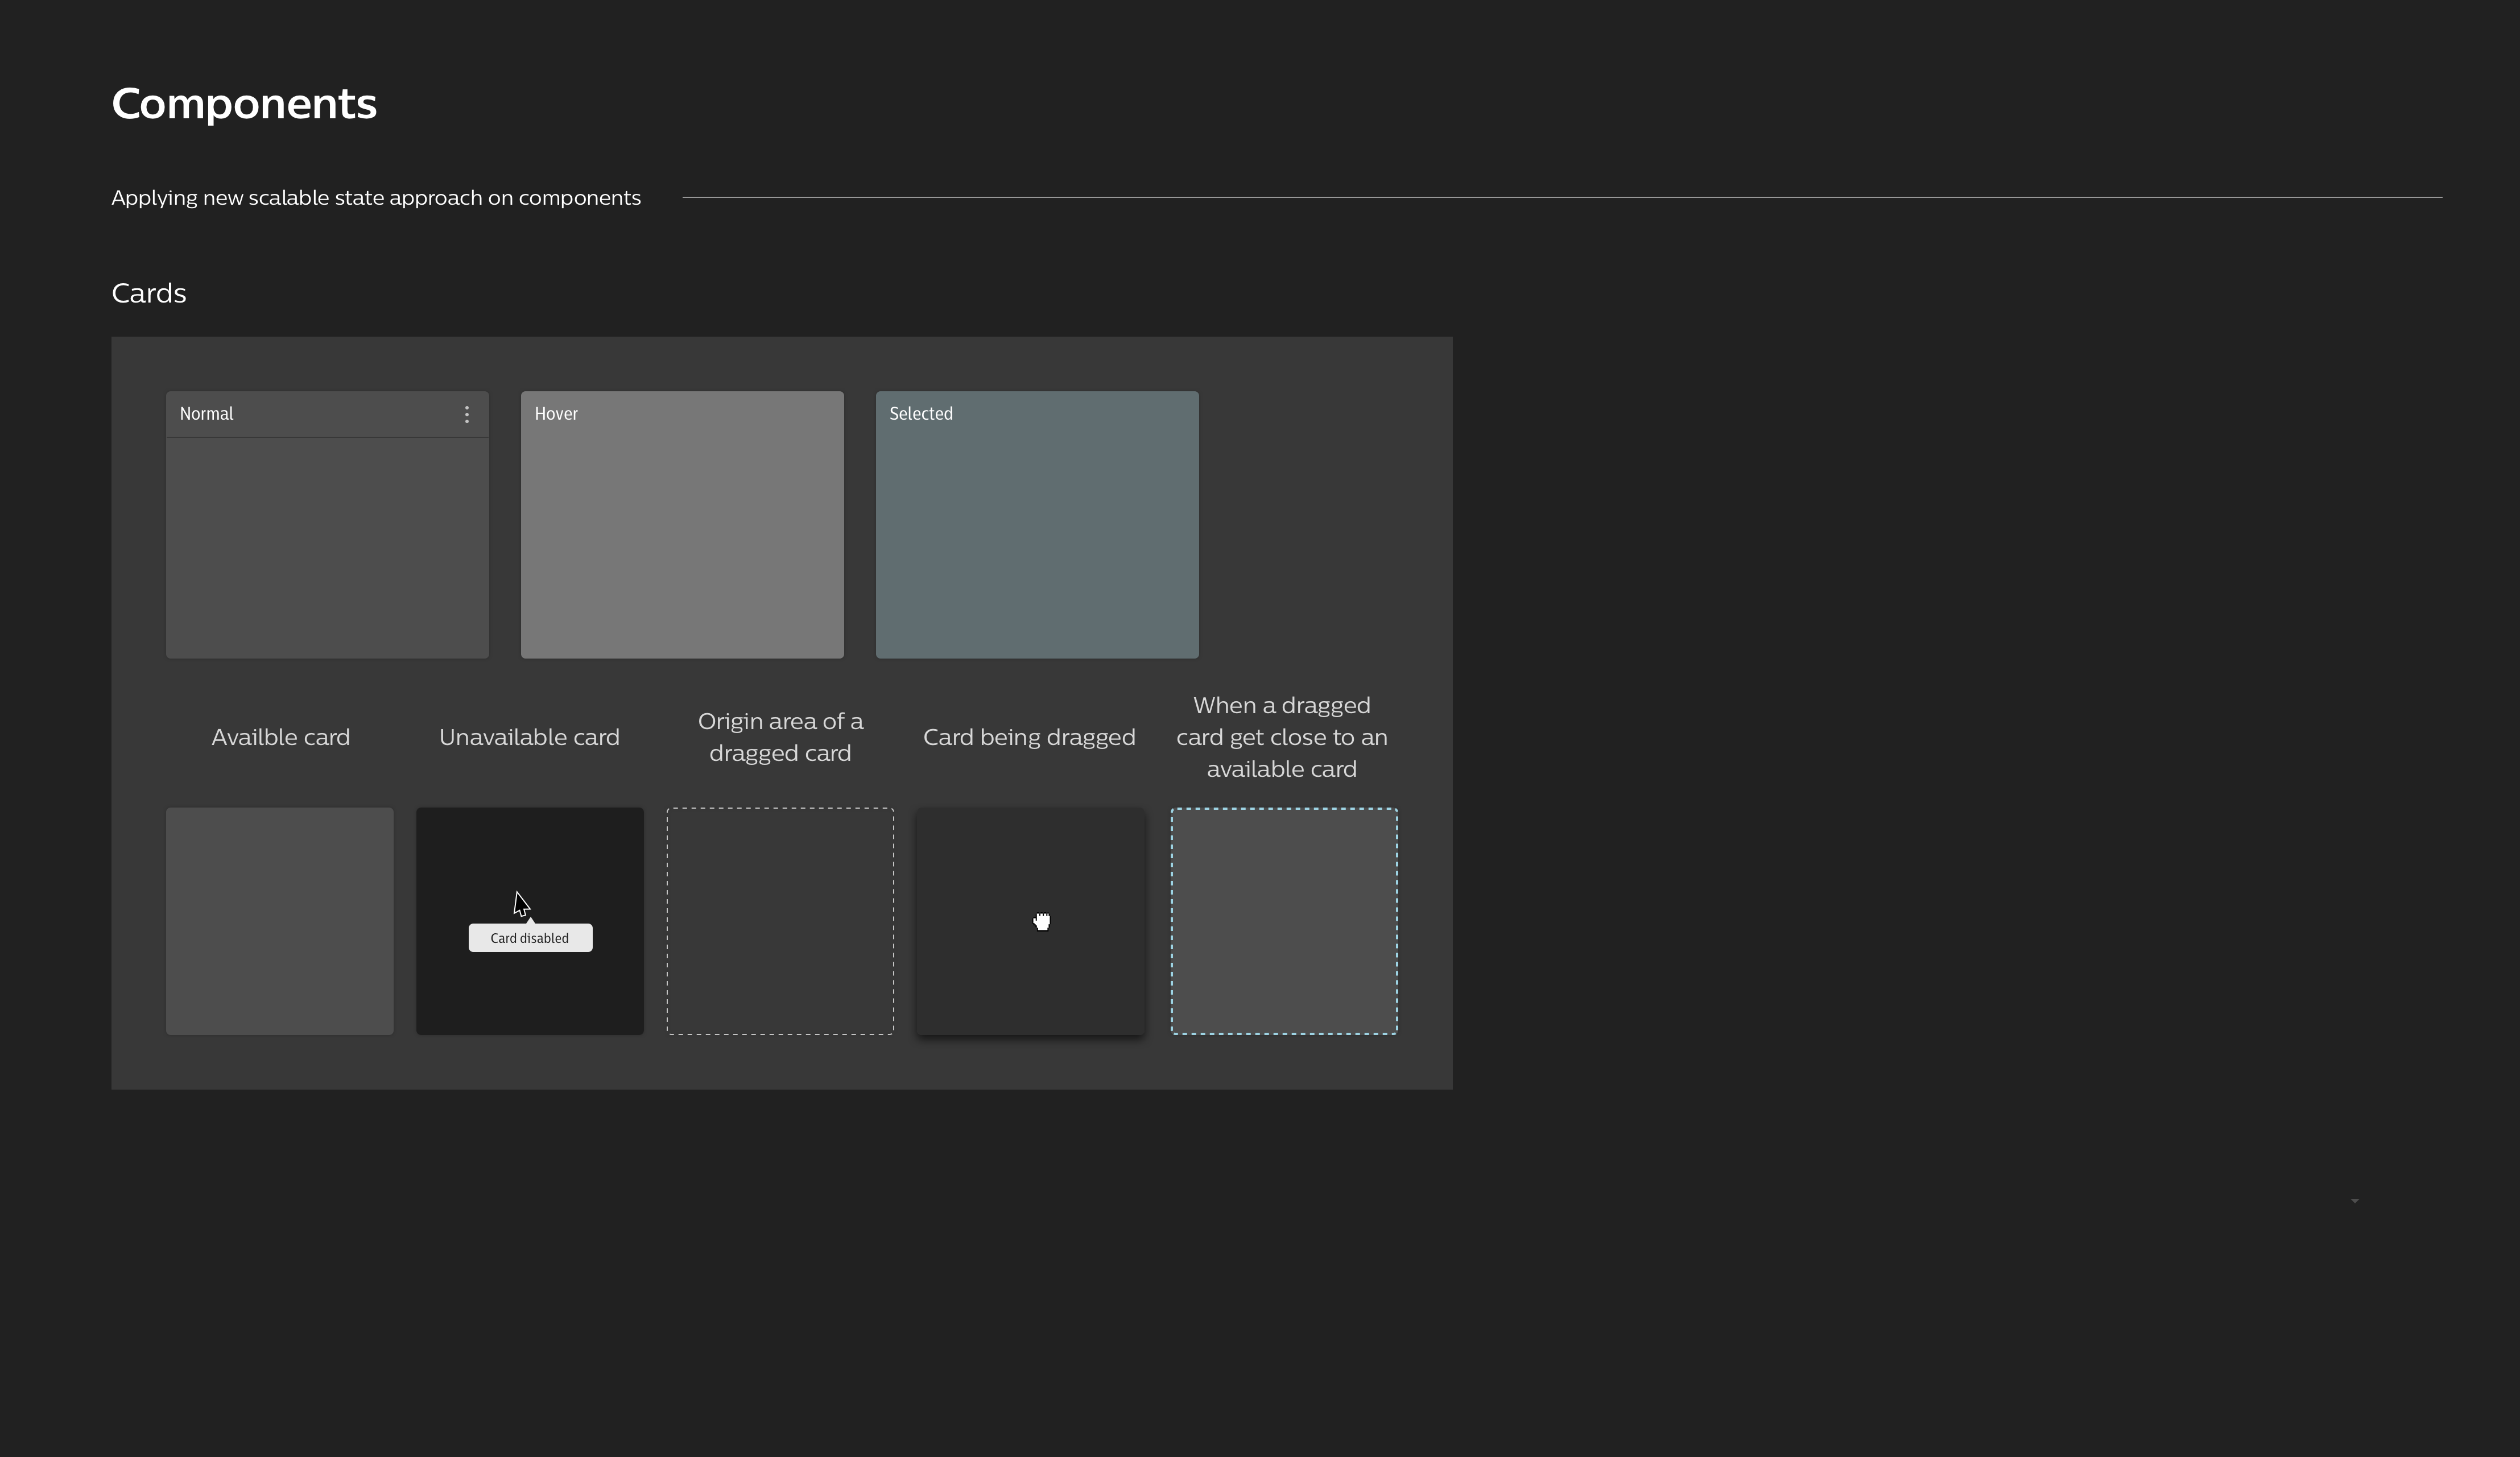 Components
Applying new scalable state approach on components
Cards
Normal
Hover
Selected
Availble card
Unavailable card
Origin area of a
dragged card
Card being dragged
When a dragged
card get close to an
available card
Card disabled